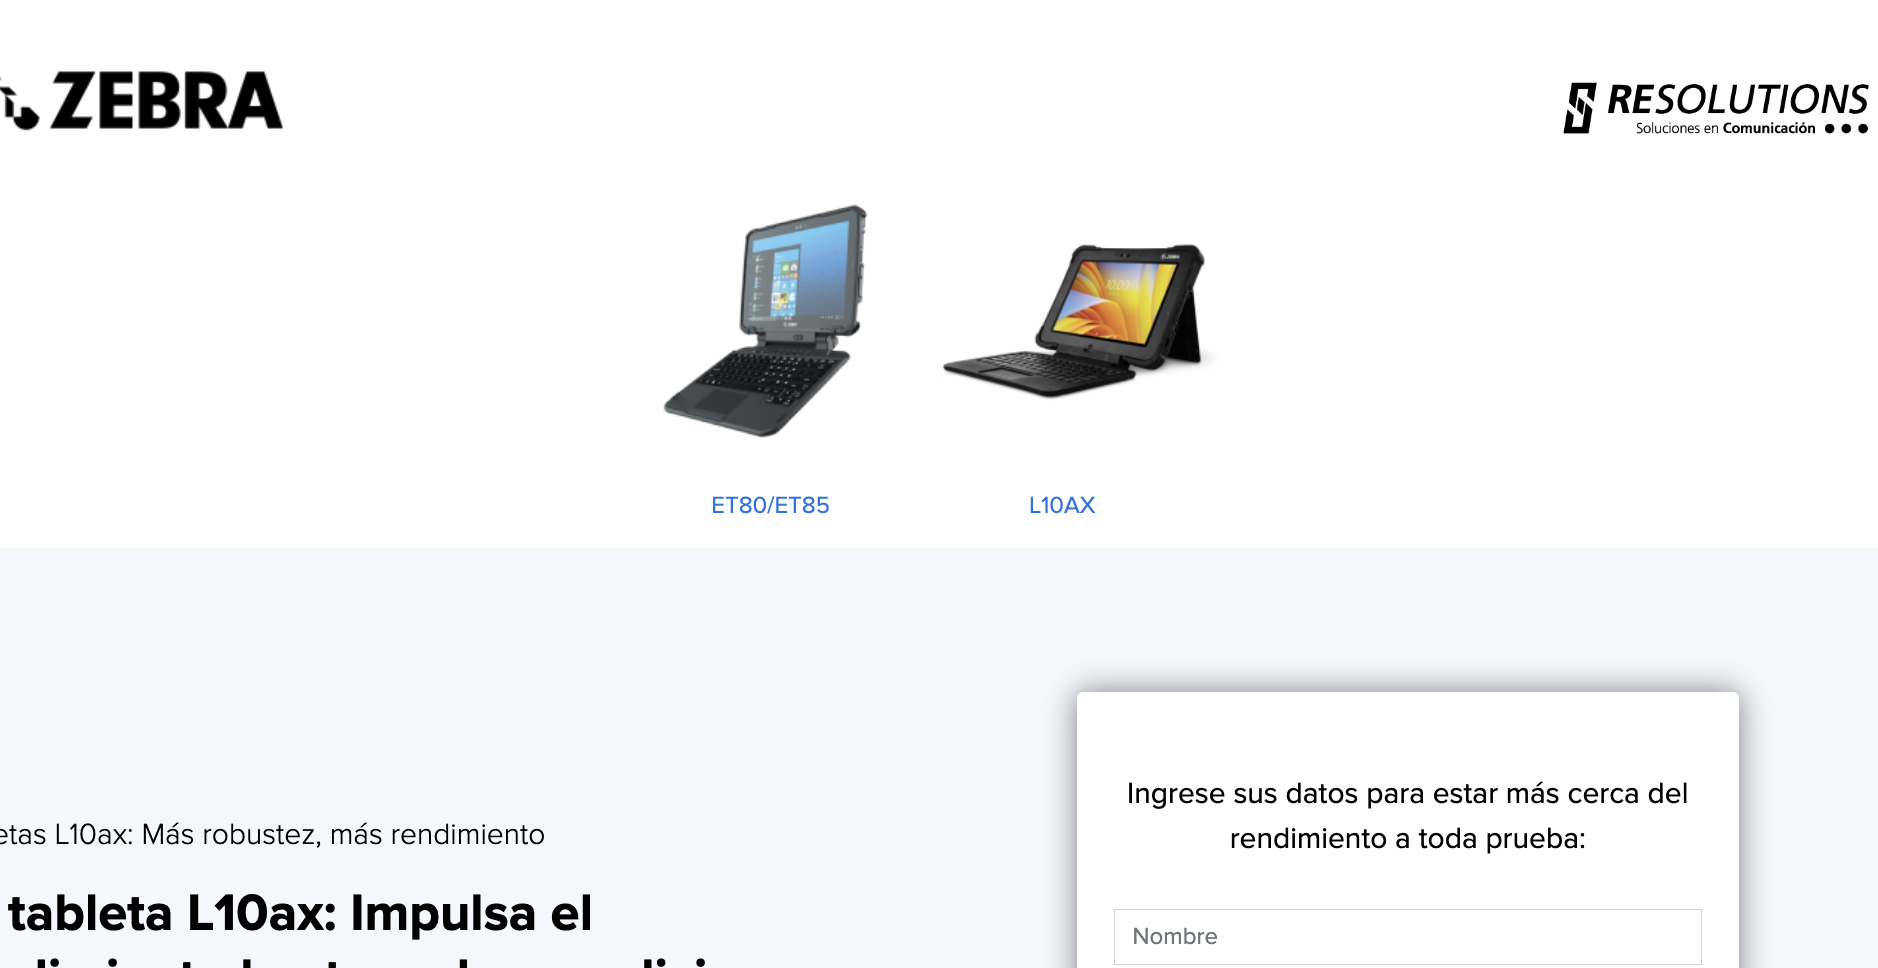 ZEBRA
RESOLUTIONS
Soluciones en Comunicación
ET80/ET85
L10AX
etas L10ax: Más robustez, más rendimiento
tableta L10ax: Impulsa el
Ingrese sus datos para estar más cerca del
rendimiento a toda prueba:
Nombre